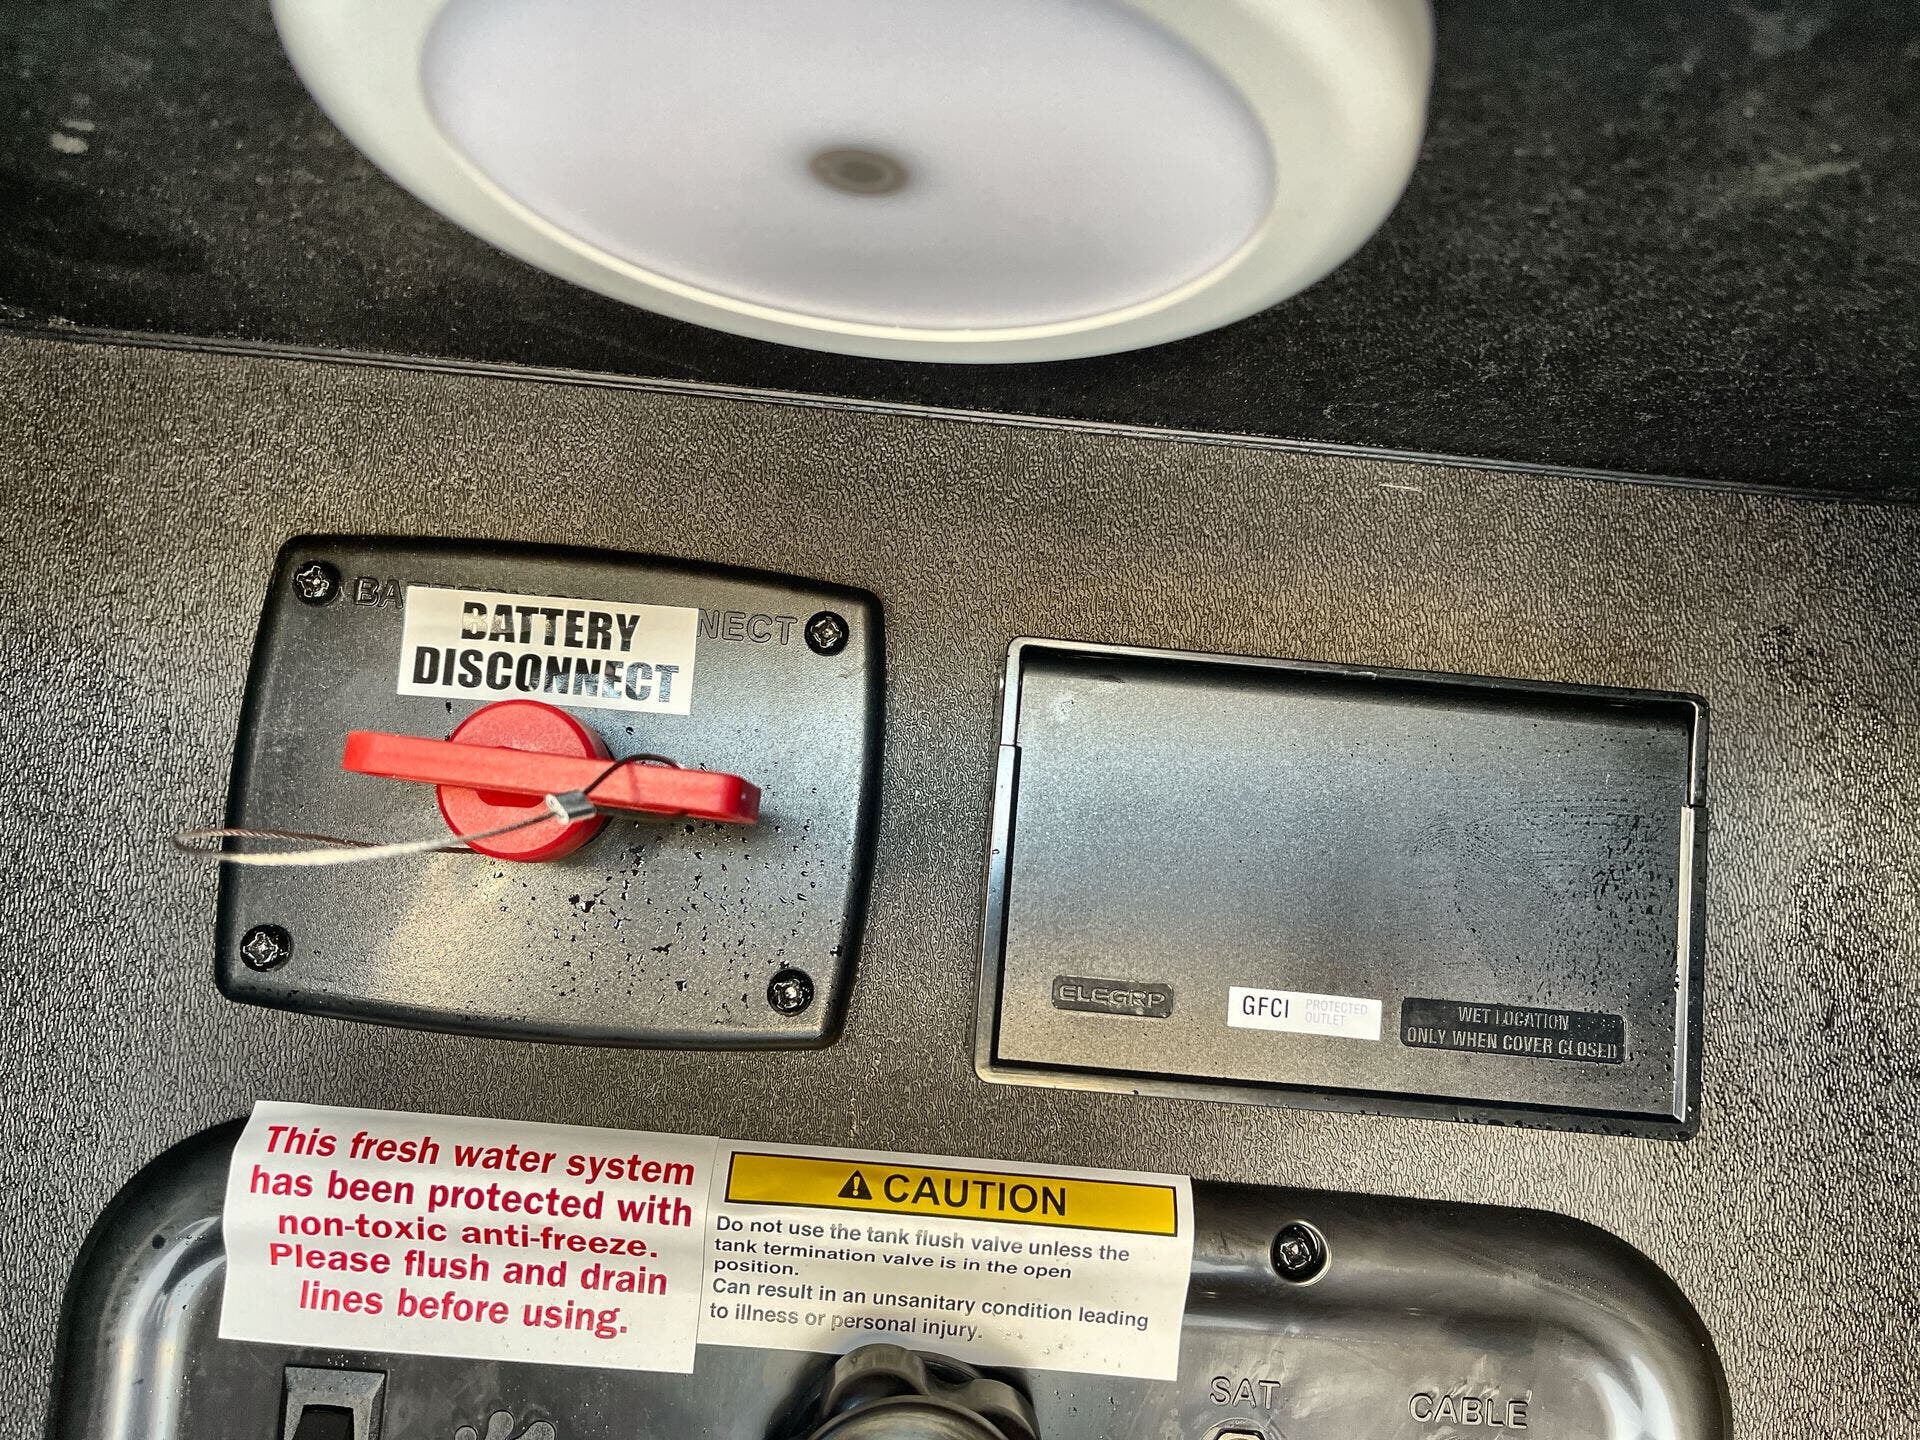 BA NECT
BATTERY
DISCONNECT
ELEGRP
GFCI PROTECTED
OUTLET
WET LOCATION
ONLY WHEN COVER CLOSED
This fresh water system
has been protected with
non-toxic anti-freeze.
Please flush and drain
lines before using.
CAUTION
Do not use the tank flush valve unless the
tank termination valve is in the open
position.
Can result in an unsanitary condition leading
to illness or personal injury.
SAT
CABLE